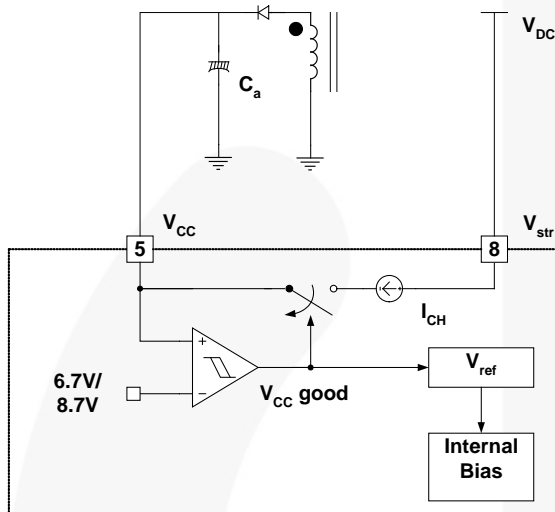 V_DC
C_a
V_CC
V_str
5
8
I_CH
+
6.7V/
8.7V
−
V_CC good
V_ref
Internal
Bias